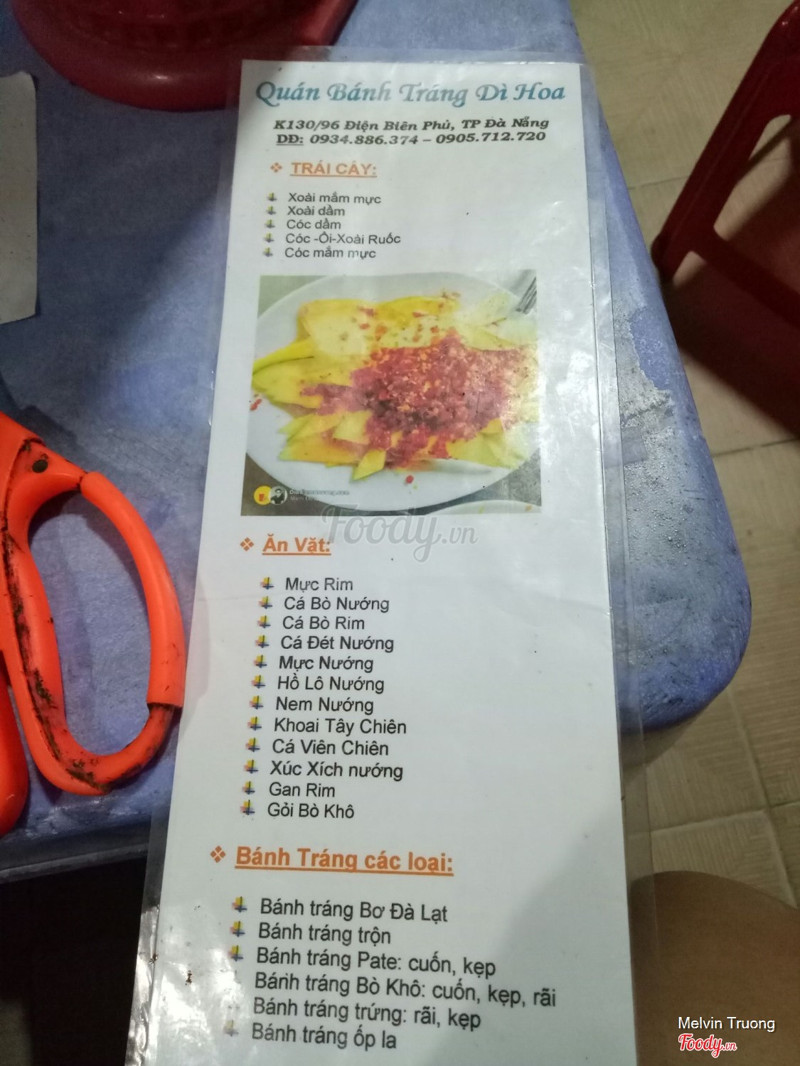 Quán Bánh Tráng Dì Hoa
K130/96 Điện Biên Phủ, TP Đà Nẵng
DĐ: 0934.886.374 – 0905.712.720
TRÁI CÂY:
Xoài mắm mực
Xoài dầm
Cóc dầm
Cóc -Ổi-Xoài Ruốc
Cóc mắm mực
Foody.vn
Ăn Vặt:
Mực Rim
Cá Bò Nướng
Cá Bò Rim
Cá Đét Nướng
Mực Nướng
Hồ Lô Nướng
Nem Nướng
Khoai Tây Chiên
Cá Viên Chiên
Xúc Xích nướng
Gan Rim
Gỏi Bò Khô
Bánh Tráng các loại:
Bánh tráng Bơ Đà Lạt
Bánh tráng trộn
Bánh tráng Pate: cuốn, kẹp
Bánh tráng Bò Khô: cuốn, kẹp, rãi
Bánh tráng trứng: rãi, kẹp
Bánh tráng ốp la
Melvin Truong
Foody.vn